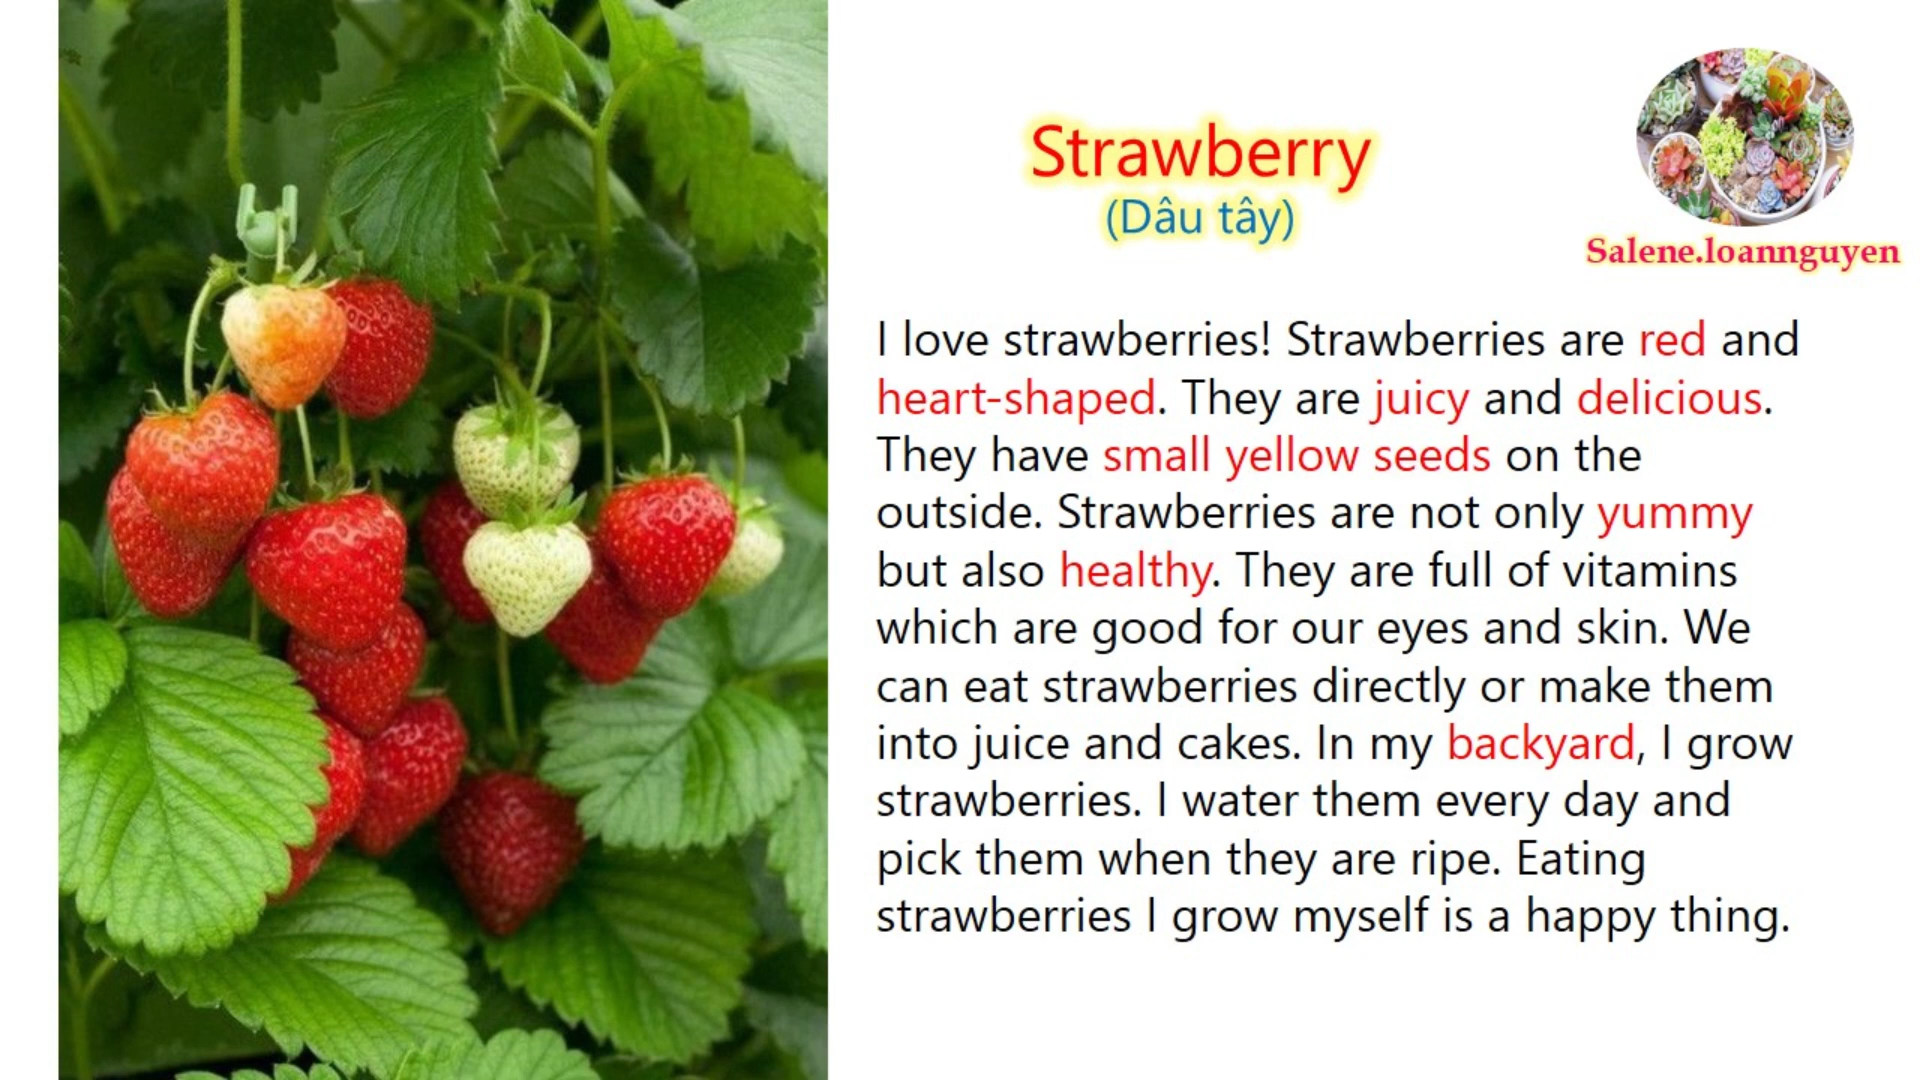 Strawberry
(Dâu tây)
Salene.loannguyen
I love strawberries! Strawberries are red and
heart-shaped. They are juicy and delicious.
They have small yellow seeds on the
outside. Strawberries are not only yummy
but also healthy. They are full of vitamins
which are good for our eyes and skin. We
can eat strawberries directly or make them
into juice and cakes. In my backyard, I grow
strawberries. I water them every day and
pick them when they are ripe. Eating
strawberries I grow myself is a happy thing.